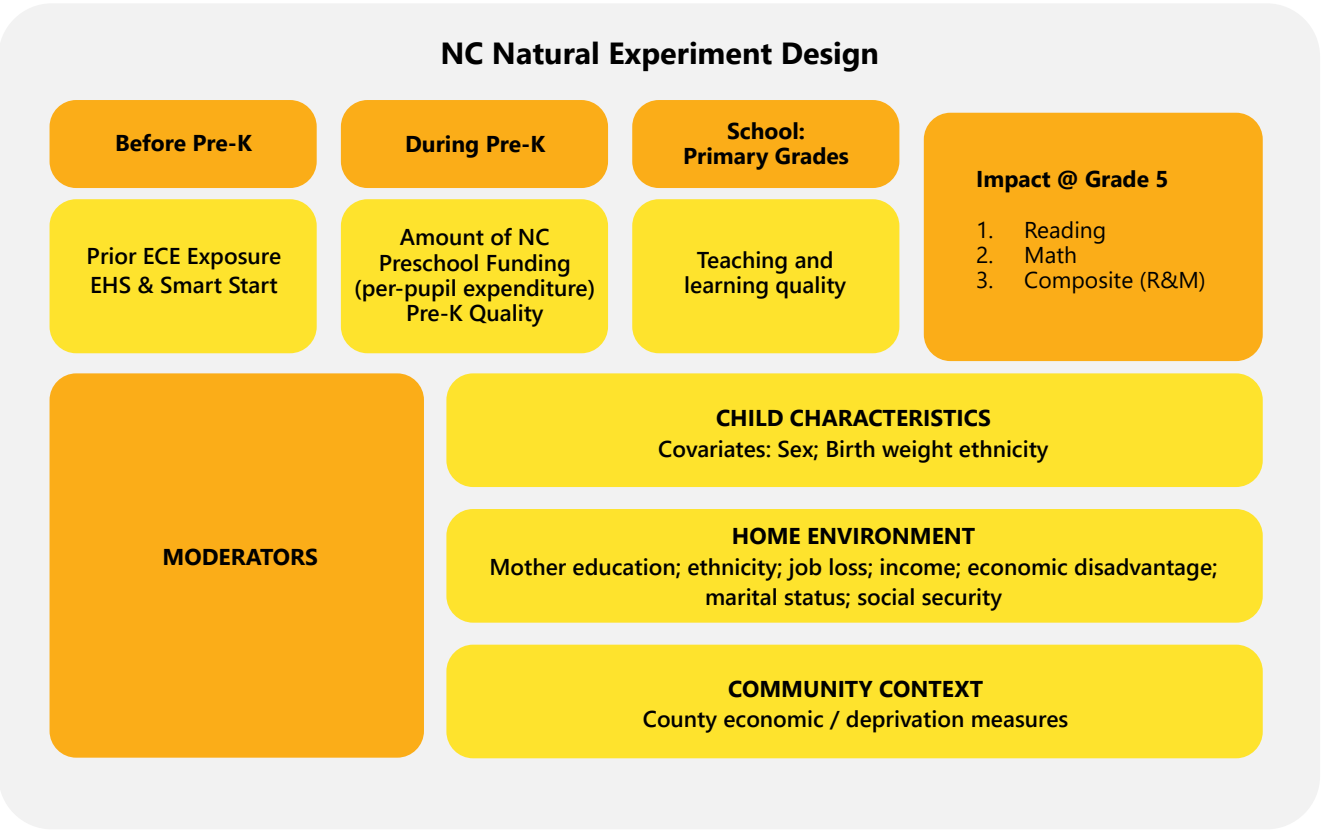 NC Natural Experiment Design
Before Pre-K
During Pre-K
School:
Primary Grades
Impact @ Grade 5
1. Reading
2. Math
3. Composite (R&M)
Prior ECE Exposure
EHS & Smart Start
Amount of NC
Preschool Funding
(per-pupil expenditure)
Pre-K Quality
Teaching and
learning quality
MODERATORS
CHILD CHARACTERISTICS
Covariates: Sex; Birth weight ethnicity
HOME ENVIRONMENT
Mother education; ethnicity; job loss; income; economic disadvantage;
marital status; social security
COMMUNITY CONTEXT
County economic / deprivation measures